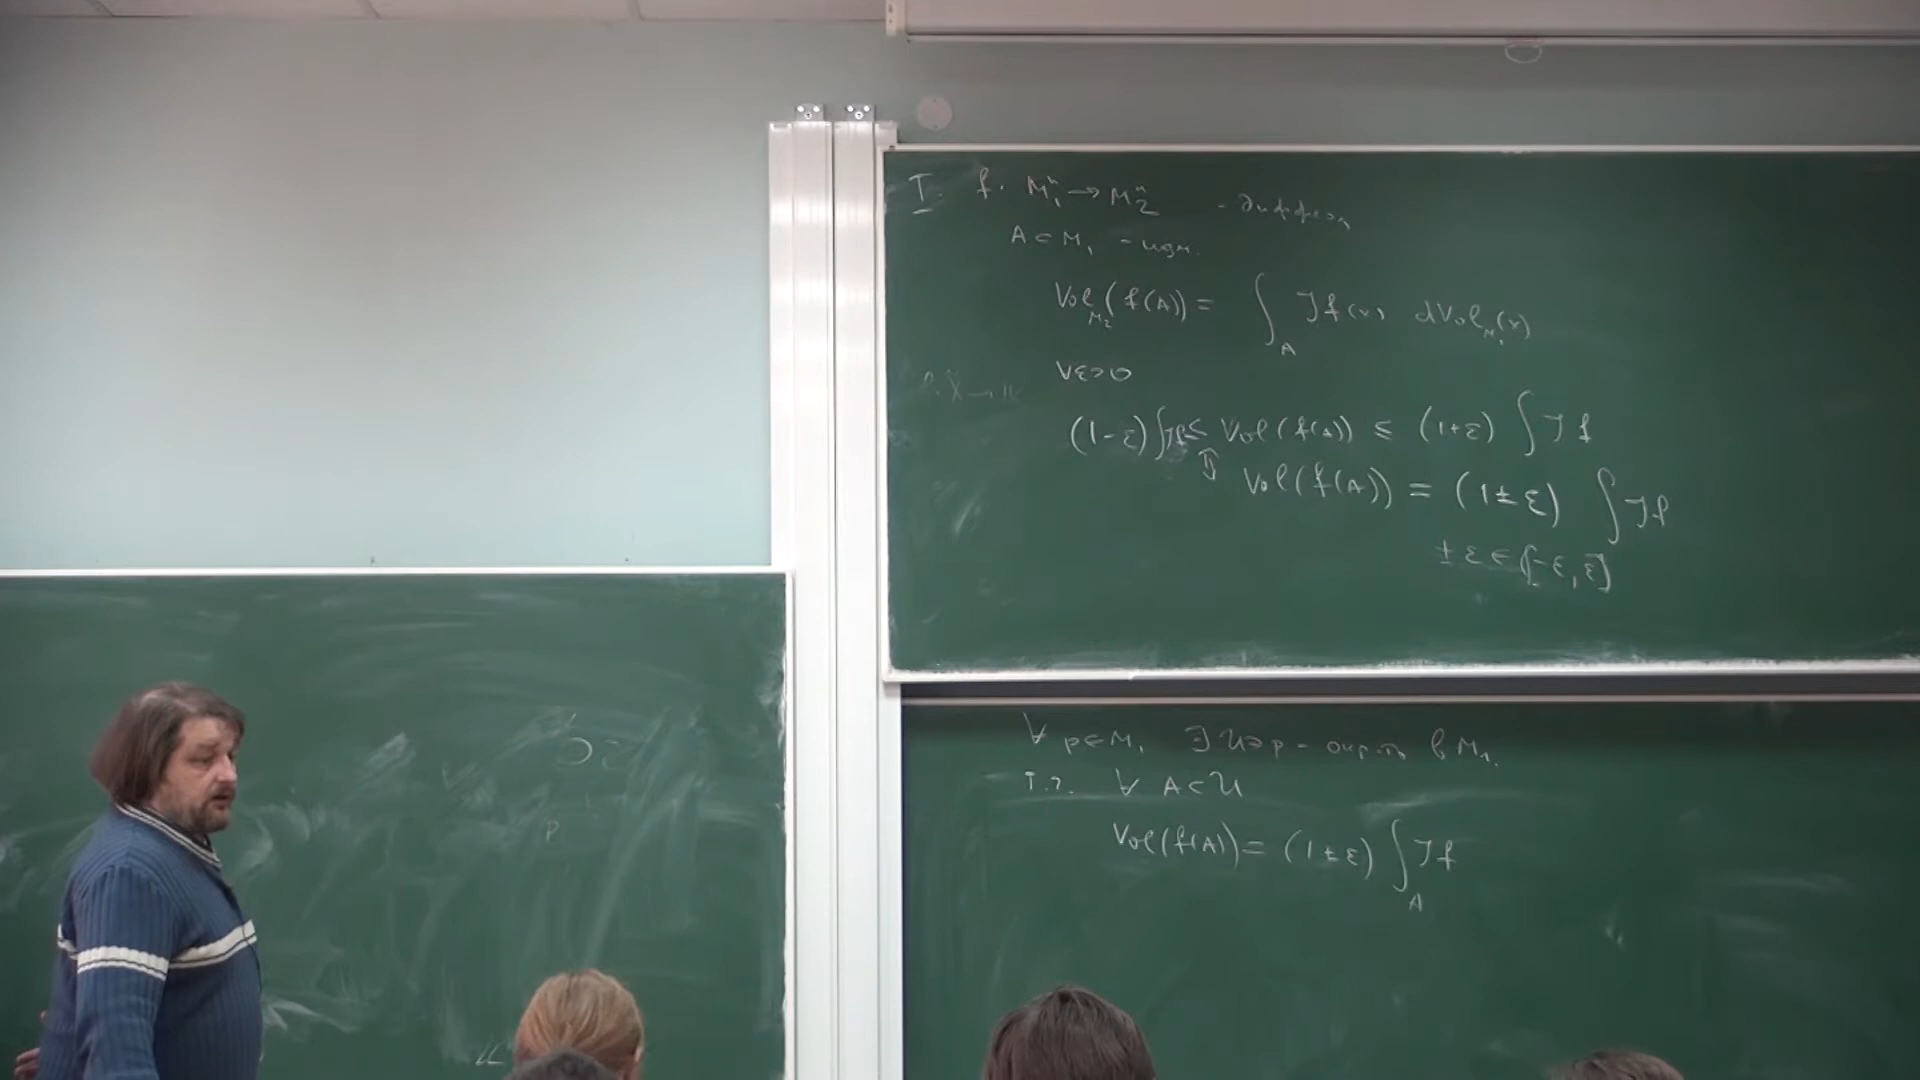 I. f: M₁ⁿ → M₂ⁿ - диффеом
A ⊂ M₁ - изм.
Vol_{M₂}(f(A)) = ∫_A Jf(x) dVol_{M₁}(x)
∀ε>0
(1-ε)∫Jf ≤ Vol(f(A)) ≤ (1+ε) ∫Jf
⇕
Vol(f(A)) = (1±ε) ∫Jf
±ε ∈ [-ε, ε]
∀ p∈M₁ ∃ U∋p - окр-ть в M₁.
т.ч. ∀ A⊂U
Vol(f(A)) = (1±ε) ∫_A Jf
p